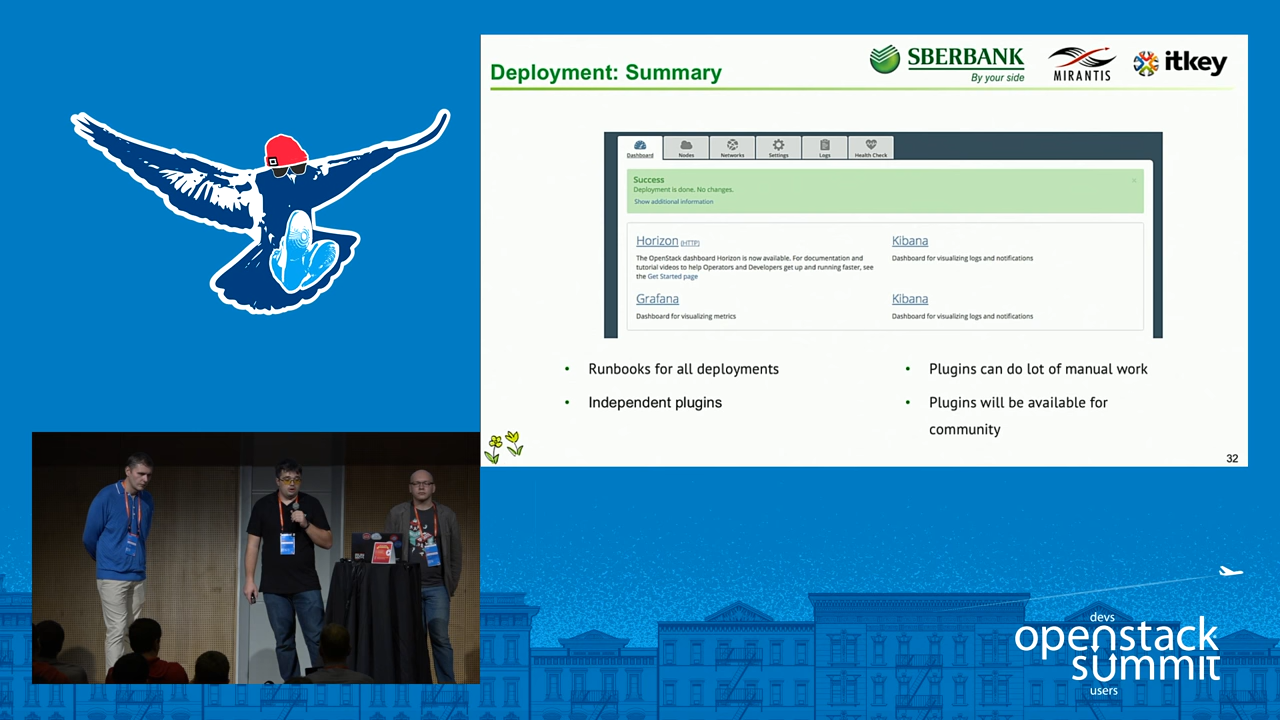 Deployment: Summary
SBERBANK
By your side
MIRANTIS
itkey
Dashboard
Nodes
Networks
Settings
Logs
Health Check
Success
Deployment is done. No changes.
Show additional information
Horizon (HTTP)
The OpenStack dashboard Horizon is now available. For documentation and
tutorial videos to help Operators and Developers get up and running faster, see
the Get Started page
Kibana
Dashboard for visualizing logs and notifications
Grafana
Dashboard for visualizing metrics
Kibana
Dashboard for visualizing logs and notifications
• Runbooks for all deployments
• Independent plugins
• Plugins can do lot of manual work
• Plugins will be available for
community
32
devs
openstack
summit
users